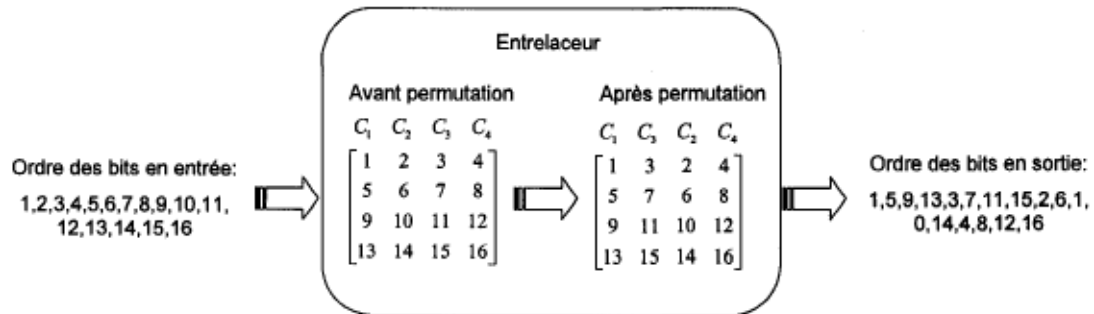 Entrelaceur
Avant permutation
C₁ C₂ C₃ C₄
1 2 3 4
5 6 7 8
9 10 11 12
13 14 15 16
Après permutation
C₁ C₃ C₂ C₄
1 3 2 4
5 7 6 8
9 11 10 12
13 15 14 16
Ordre des bits en entrée:
1,2,3,4,5,6,7,8,9,10,11,
12,13,14,15,16
Ordre des bits en sortie:
1,5,9,13,3,7,11,15,2,6,1,
0,14,4,8,12,16